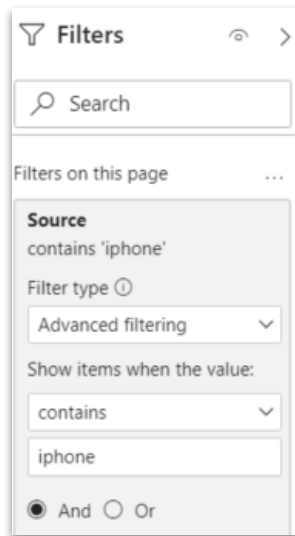 Filters
Search
Filters on this page
...
Source
contains 'iphone'
Filter type
Advanced filtering
Show items when the value:
contains
iphone
And Or